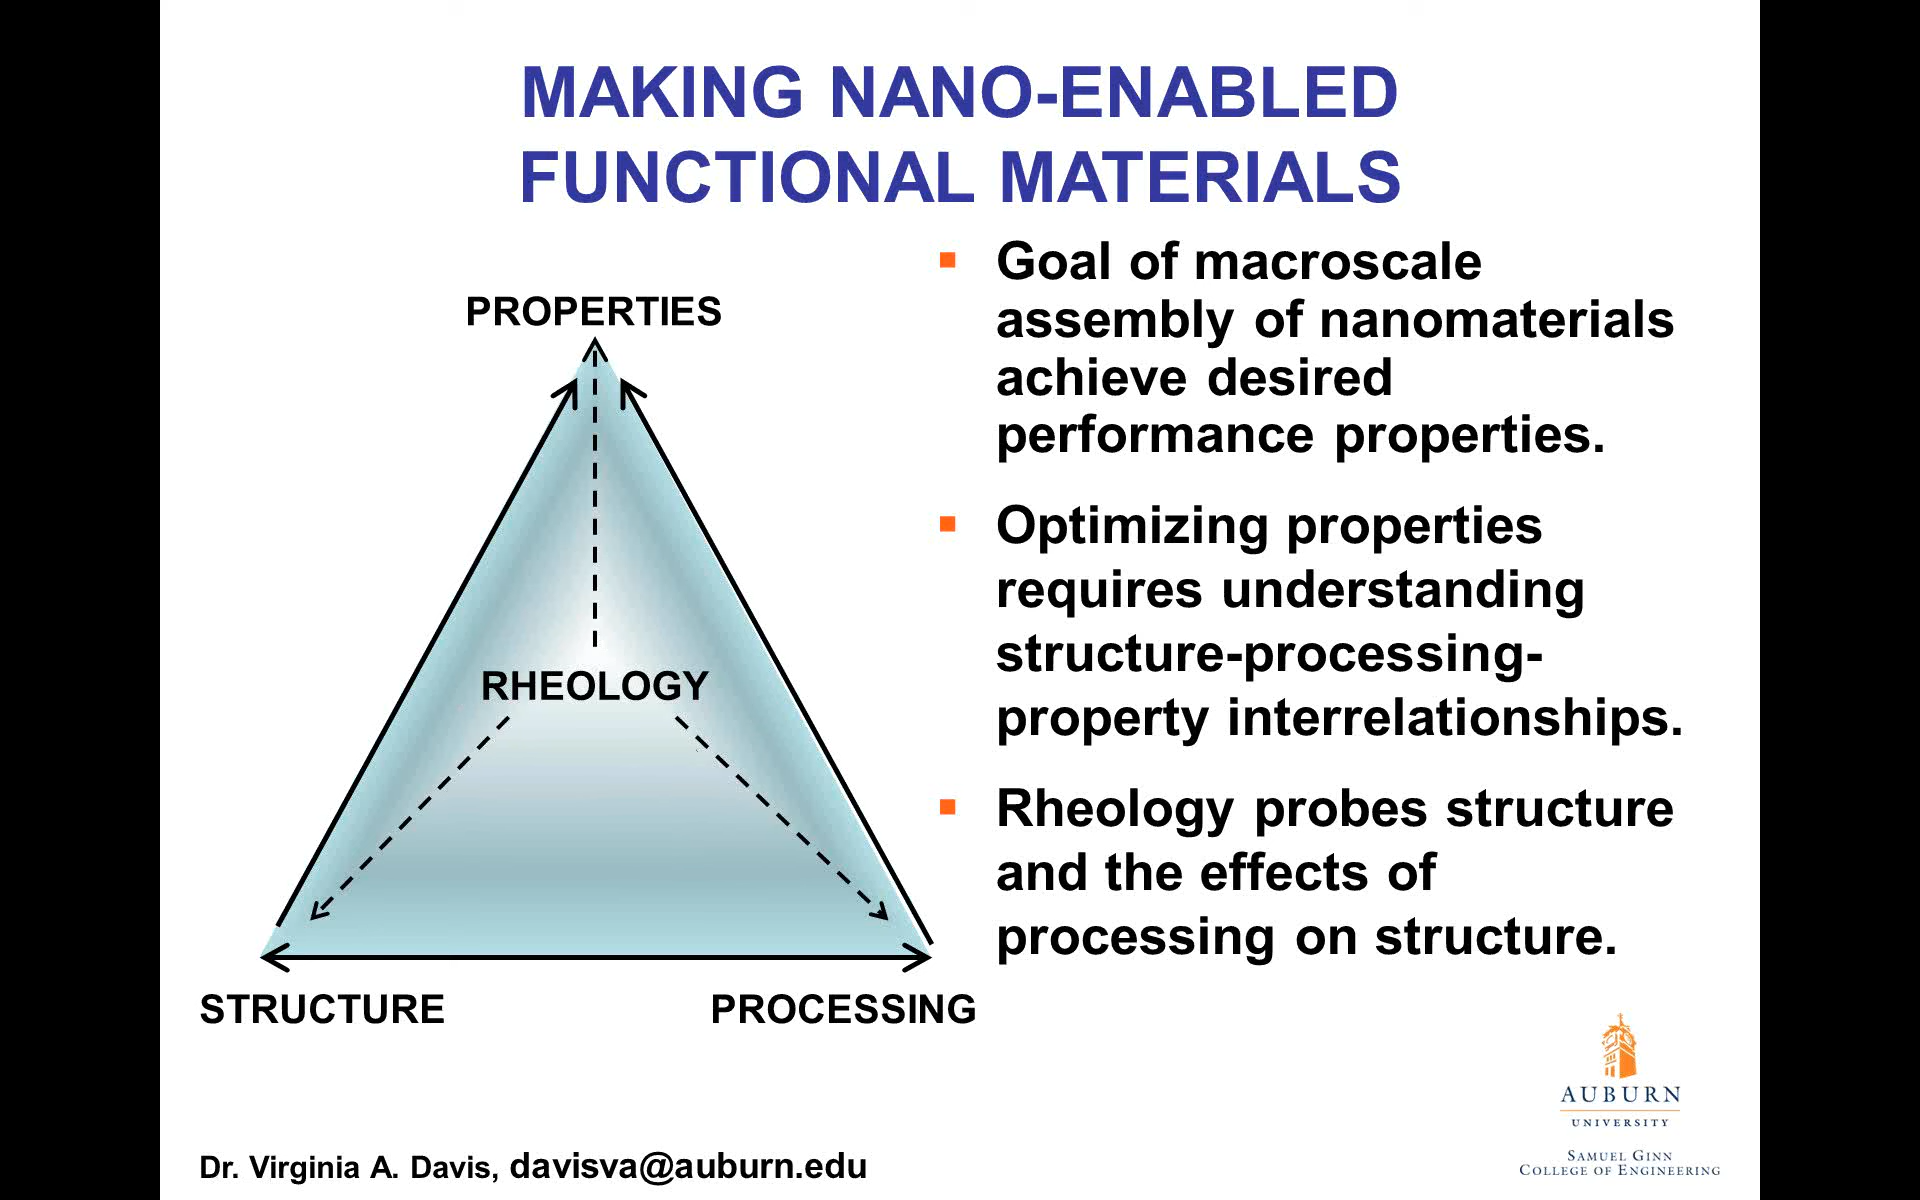 MAKING NANO-ENABLED
FUNCTIONAL MATERIALS
PROPERTIES
RHEOLOGY
STRUCTURE
PROCESSING
▪ Goal of macroscale
assembly of nanomaterials
achieve desired
performance properties.
▪ Optimizing properties
requires understanding
structure-processing-
property interrelationships.
▪ Rheology probes structure
and the effects of
processing on structure.
AUBURN
UNIVERSITY
SAMUEL GINN
COLLEGE OF ENGINEERING
Dr. Virginia A. Davis, davisva@auburn.edu